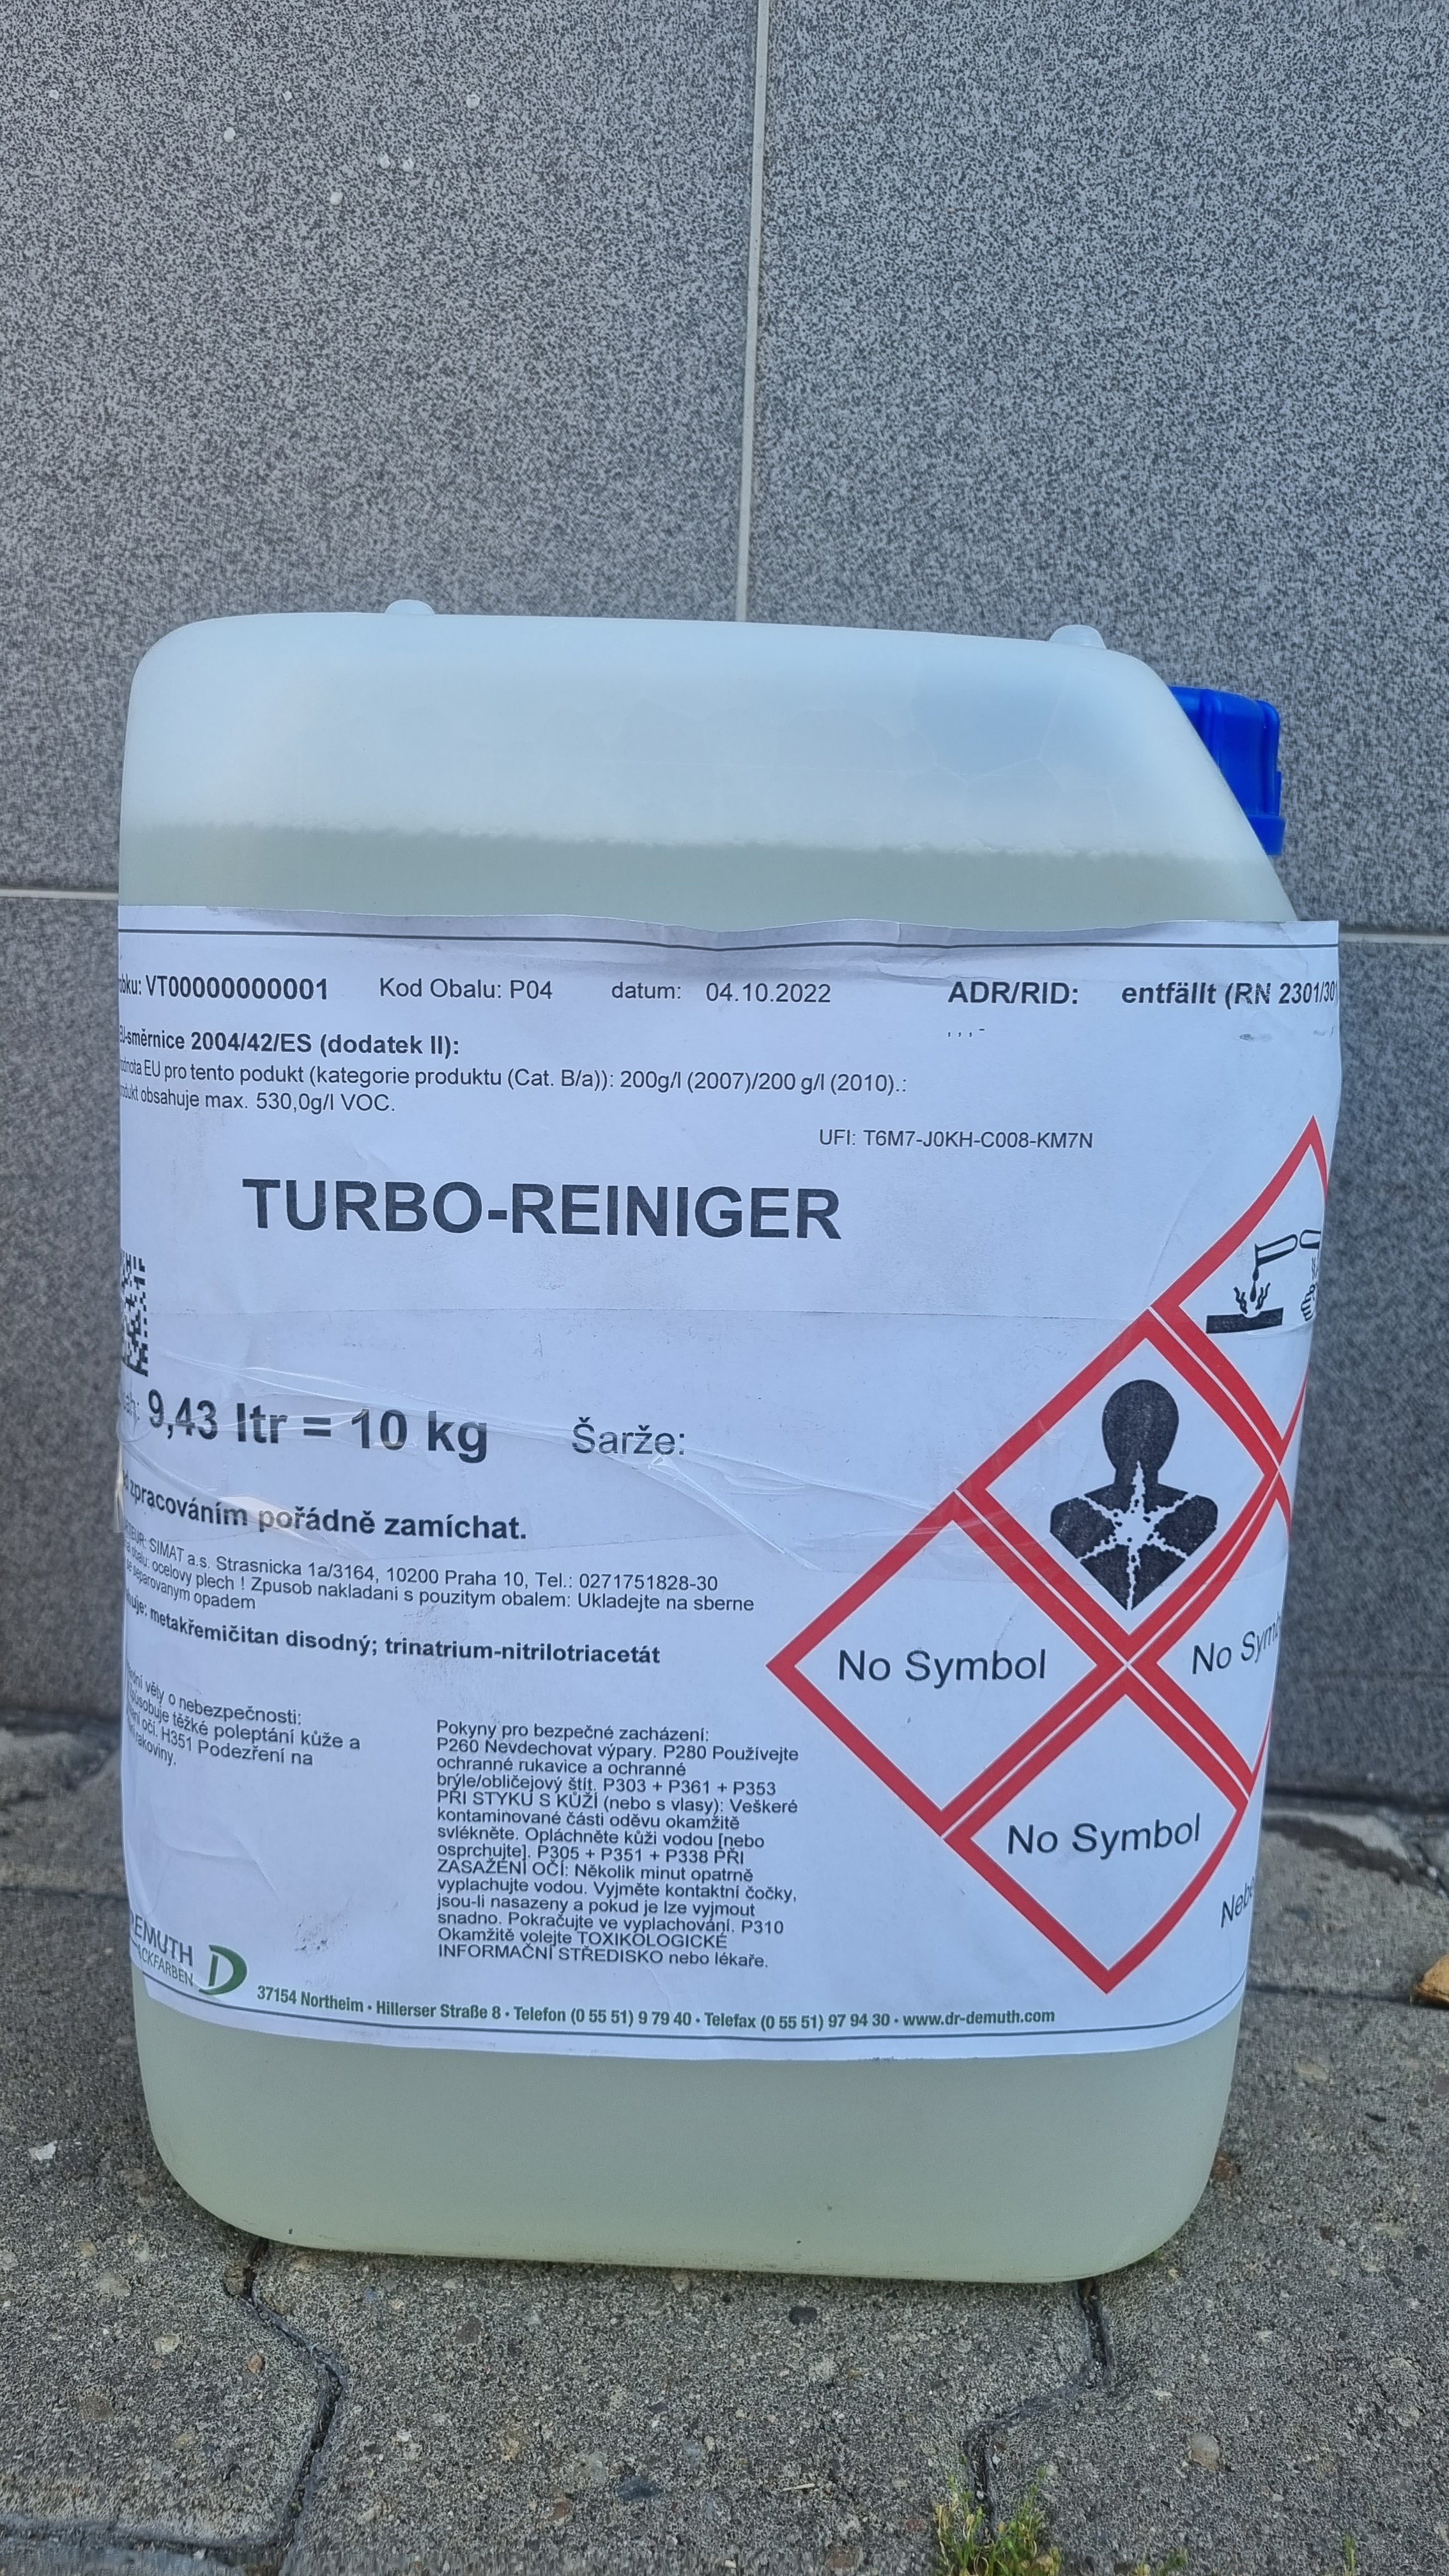 VT00000000001 Kod Obalu: P04 datum: 04.10.2022 ADR/RID: entfällt (RN 2301/301
, , , -
směrnice 2004/42/ES (dodatek II):
EU pro tento podukt (kategorie produktu (Cat. B/a)): 200g/l (2007)/200 g/l (2010).:
obsahuje max. 530,0g/l VOC.
UFI: T6M7-J0KH-C008-KM7N
TURBO-REINIGER
9,43 ltr = 10 kg Šarže:
zpracováním pořádně zamíchat.
SIMAT a.s. Strasnicka 1a/3164, 10200 Praha 10, Tel.: 0271751828-30
obalu: ocelovy plech ! Zpusob nakladani s pouzitym obalem: Ukladejte na sberne
separovanym opadem
metakřemičitan disodný; trinatrium-nitrilotriacetát
věty o nebezpečnosti:
těžké poleptání kůže a
očí. H351 Podezření na
rakoviny.
Pokyny pro bezpečné zacházení:
P260 Nevdechovat výpary. P280 Používejte
ochranné rukavice a ochranné
brýle/obličejový štít. P303 + P361 + P353
PŘI STYKU S KŮŽÍ (nebo s vlasy): Veškeré
kontaminované části oděvu okamžitě
svlékněte. Opláchněte kůži vodou [nebo
osprchujte]. P305 + P351 + P338 PŘI
ZASAŽENÍ OČÍ: Několik minut opatrně
vyplachujte vodou. Vyjměte kontaktní čočky,
jsou-li nasazeny a pokud je lze vyjmout
snadno. Pokračujte ve vyplachování. P310
Okamžitě volejte TOXIKOLOGICKÉ
INFORMAČNÍ STŘEDISKO nebo lékaře.
No Symbol
No Symb
No Symbol
Nebe
DEMUTH
LACKFARBEN
37154 Northeim • Hillerser Straße 8 • Telefon (0 55 51) 9 79 40 • Telefax (0 55 51) 97 94 30 • www.dr-demuth.com